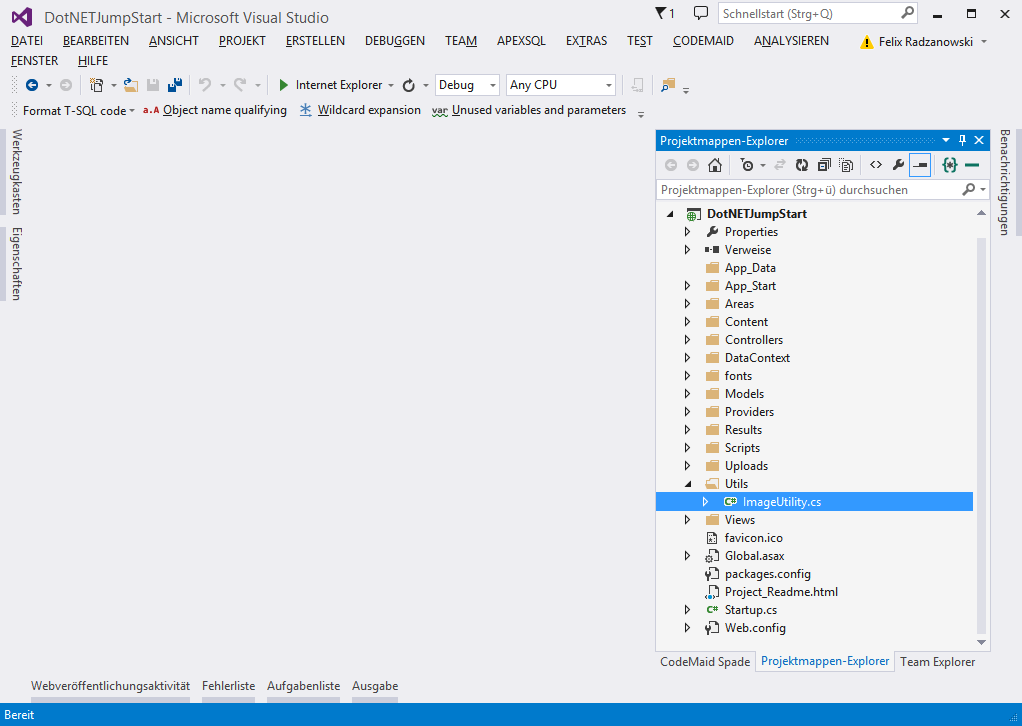 DotNETJumpStart - Microsoft Visual Studio
1
Schnellstart (Strg+Q)
DATEI BEARBEITEN ANSICHT PROJEKT ERSTELLEN DEBUGGEN TEAM APEXSQL EXTRAS TEST CODEMAID ANALYSIEREN
Felix Radzanowski
FENSTER HILFE
Internet Explorer Debug Any CPU
Format T-SQL code a.A Object name qualifying Wildcard expansion var Unused variables and parameters
Werkzeugkasten
Eigenschaften
Projektmappen-Explorer
Projektmappen-Explorer (Strg+ü) durchsuchen
DotNETJumpStart
Properties
Verweise
App_Data
App_Start
Areas
Content
Controllers
DataContext
fonts
Models
Providers
Results
Scripts
Uploads
Utils
C# ImageUtility.cs
Views
favicon.ico
Global.asax
packages.config
Project_Readme.html
C# Startup.cs
Web.config
CodeMaid Spade Projektmappen-Explorer Team Explorer
Benachrichtigungen
Webveröffentlichungsaktivität Fehlerliste Aufgabenliste Ausgabe
Bereit